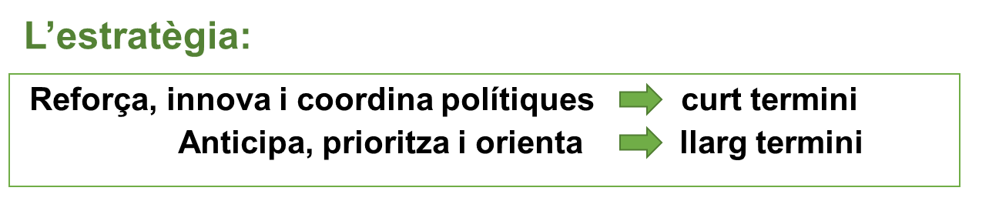 L’estratègia:
Reforça, innova i coordina polítiques curt termini
Anticipa, prioritza i orienta llarg termini